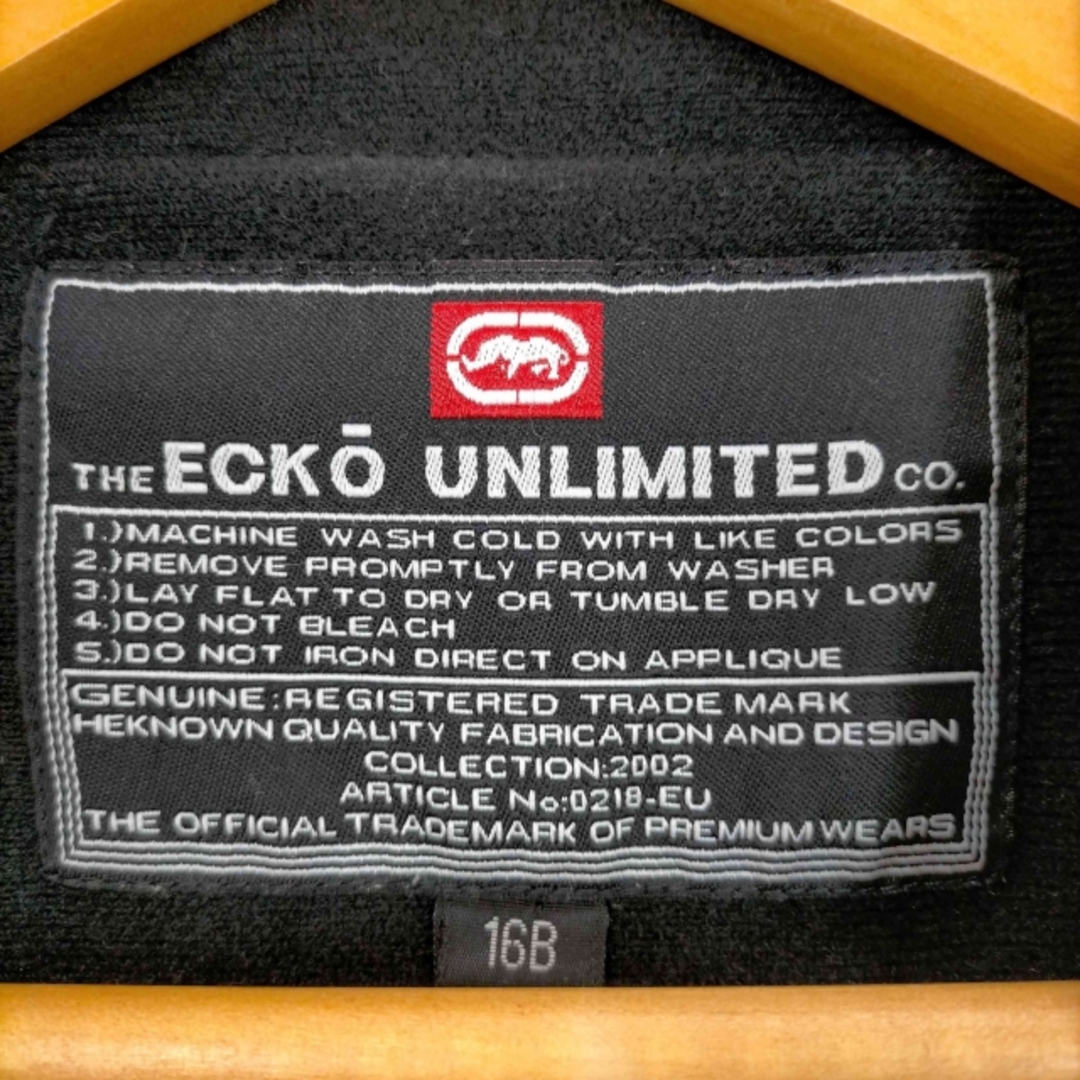 THE ECKŌ UNLIMITED CO.
1.)MACHINE WASH COLD WITH LIKE COLORS
2.)REMOVE PROMPTLY FROM WASHER
3.)LAY FLAT TO DRY OR TUMBLE DRY LOW
4.)DO NOT BLEACH
5.)DO NOT IRON DIRECT ON APPLIQUE
GENUINE:REGISTERED TRADE MARK
HEKNOWN QUALITY FABRICATION AND DESIGN
COLLECTION:2002
ARTICLE No:0218-EU
THE OFFICIAL TRADEMARK OF PREMIUM WEARS
16B